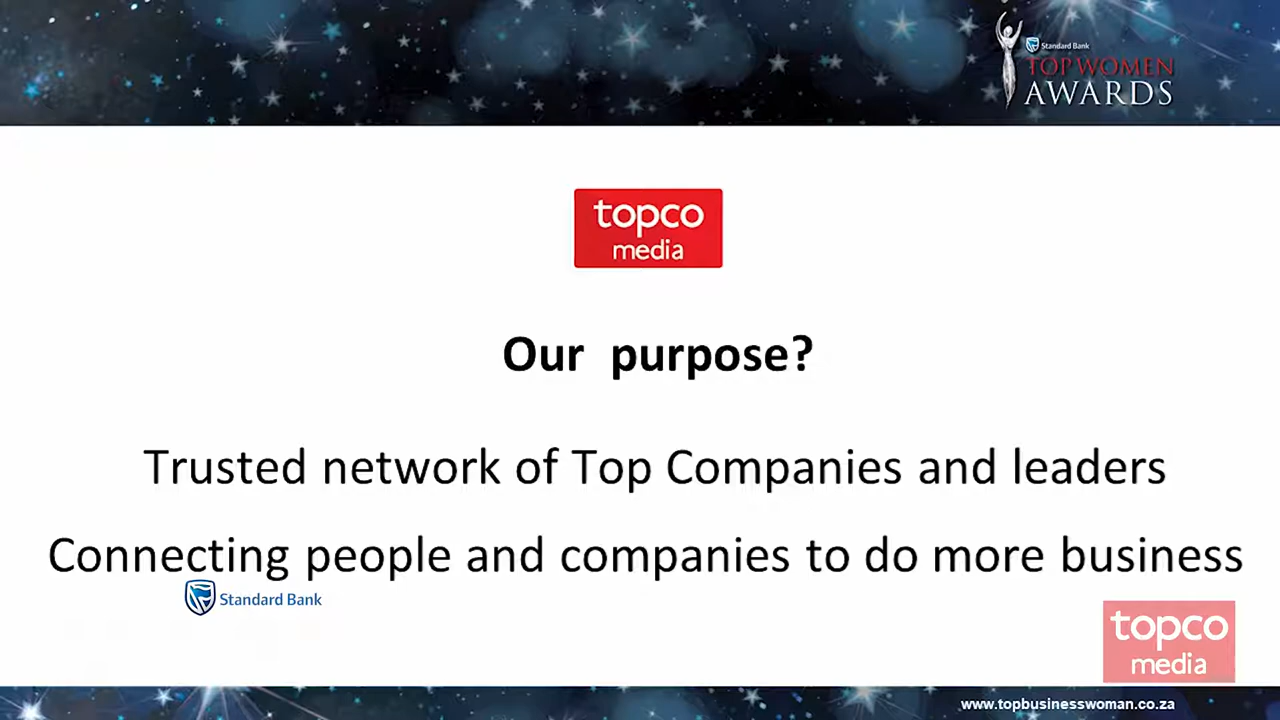 Standard Bank
TOP WOMEN
AWARDS
topco
media
Our purpose?
Trusted network of Top Companies and leaders
Connecting people and companies to do more business
Standard Bank
topco
media
www.topbusinesswoman.co.za